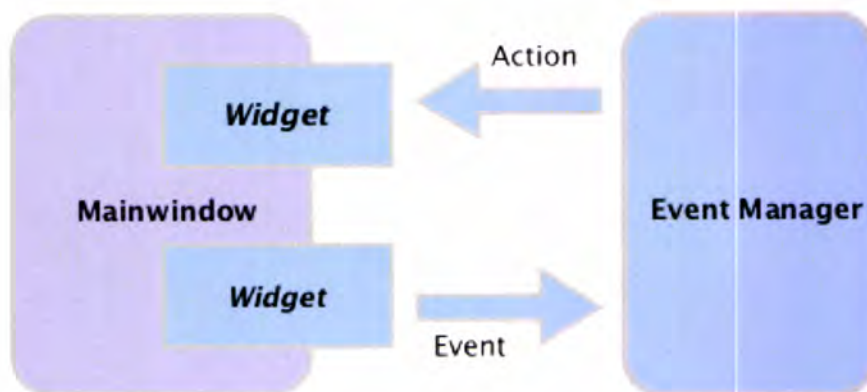 Action
Widget
Mainwindow
Event Manager
Widget
Event